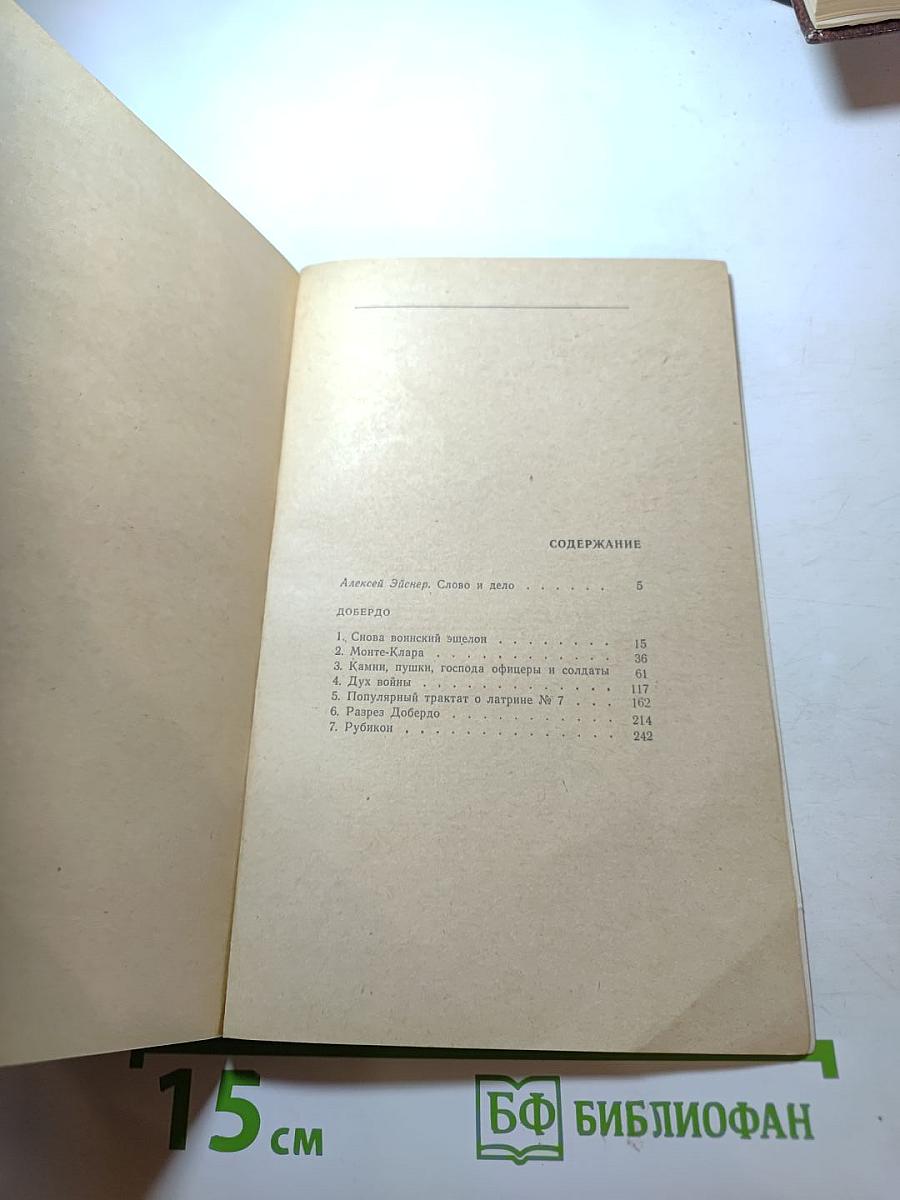 СОДЕРЖАНИЕ
Алексей Эйснер. Слово и дело . . . . . . 5
ДОБЕРДО
1. Снова воинский эшелон . . . . . . . . 15
2. Монте-Клара . . . . . . . . . . . . 36
3. Камни, пушки, господа офицеры и солдаты 61
4. Дух войны . . . . . . . . . . . . . 117
5. Популярный трактат о латрине № 7 . . . 162
6. Разрез Добердо . . . . . . . . . . . 214
7. Рубикон . . . . . . . . . . . . . . 242
15 см
БФ БИБЛИОФАН